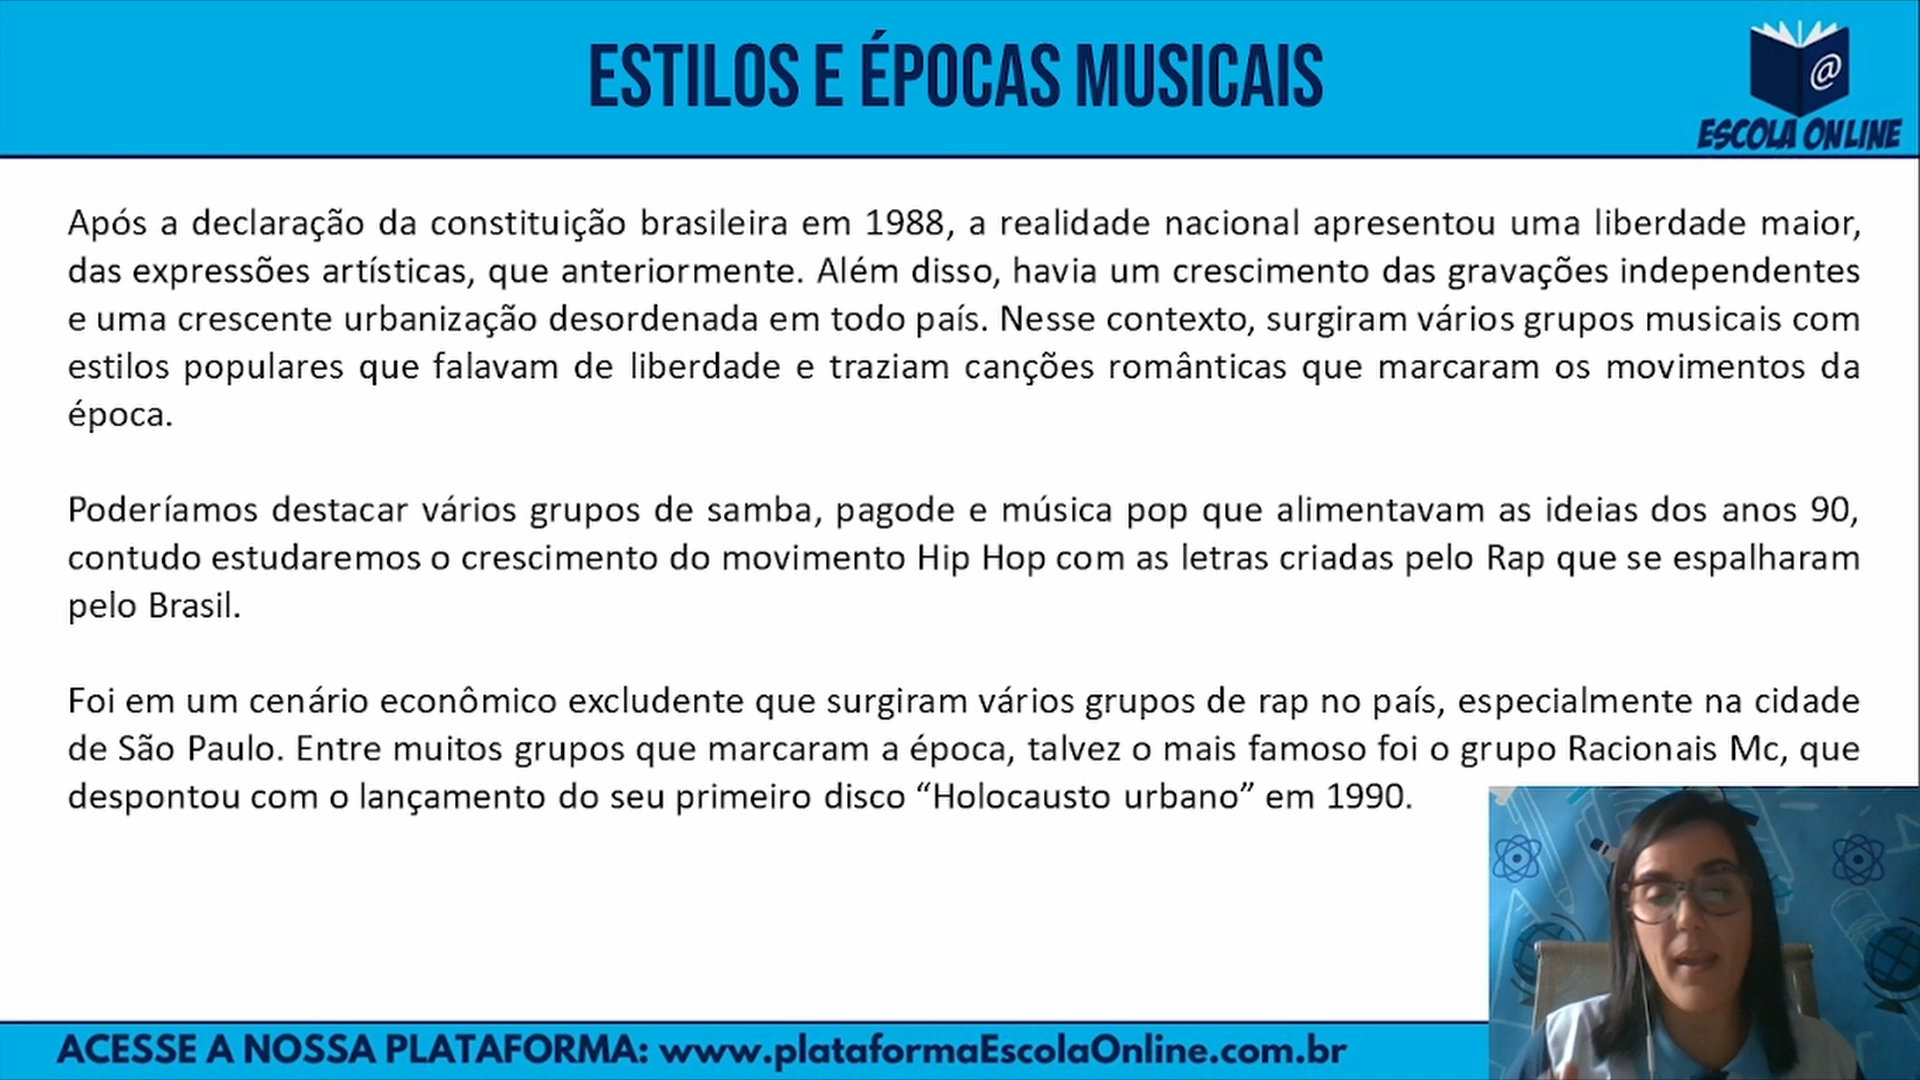 ESTILOS E ÉPOCAS MUSICAIS
@
ESCOLA ONLINE
Após a declaração da constituição brasileira em 1988, a realidade nacional apresentou uma liberdade maior,
das expressões artísticas, que anteriormente. Além disso, havia um crescimento das gravações independentes
e uma crescente urbanização desordenada em todo país. Nesse contexto, surgiram vários grupos musicais com
estilos populares que falavam de liberdade e traziam canções românticas que marcaram os movimentos da
época.
Poderíamos destacar vários grupos de samba, pagode e música pop que alimentavam as ideias dos anos 90,
contudo estudaremos o crescimento do movimento Hip Hop com as letras criadas pelo Rap que se espalharam
pelo Brasil.
Foi em um cenário econômico excludente que surgiram vários grupos de rap no país, especialmente na cidade
de São Paulo. Entre muitos grupos que marcaram a época, talvez o mais famoso foi o grupo Racionais Mc, que
despontou com o lançamento do seu primeiro disco “Holocausto urbano” em 1990.
ACESSE A NOSSA PLATAFORMA: www.plataformaEscolaOnline.com.br